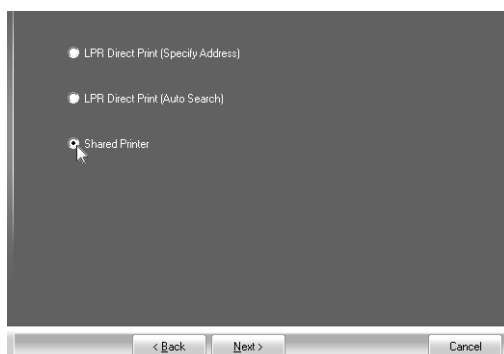 LPR Direct Print (Specify Address)
LPR Direct Print (Auto Search)
Shared Printer
< Back Next > Cancel